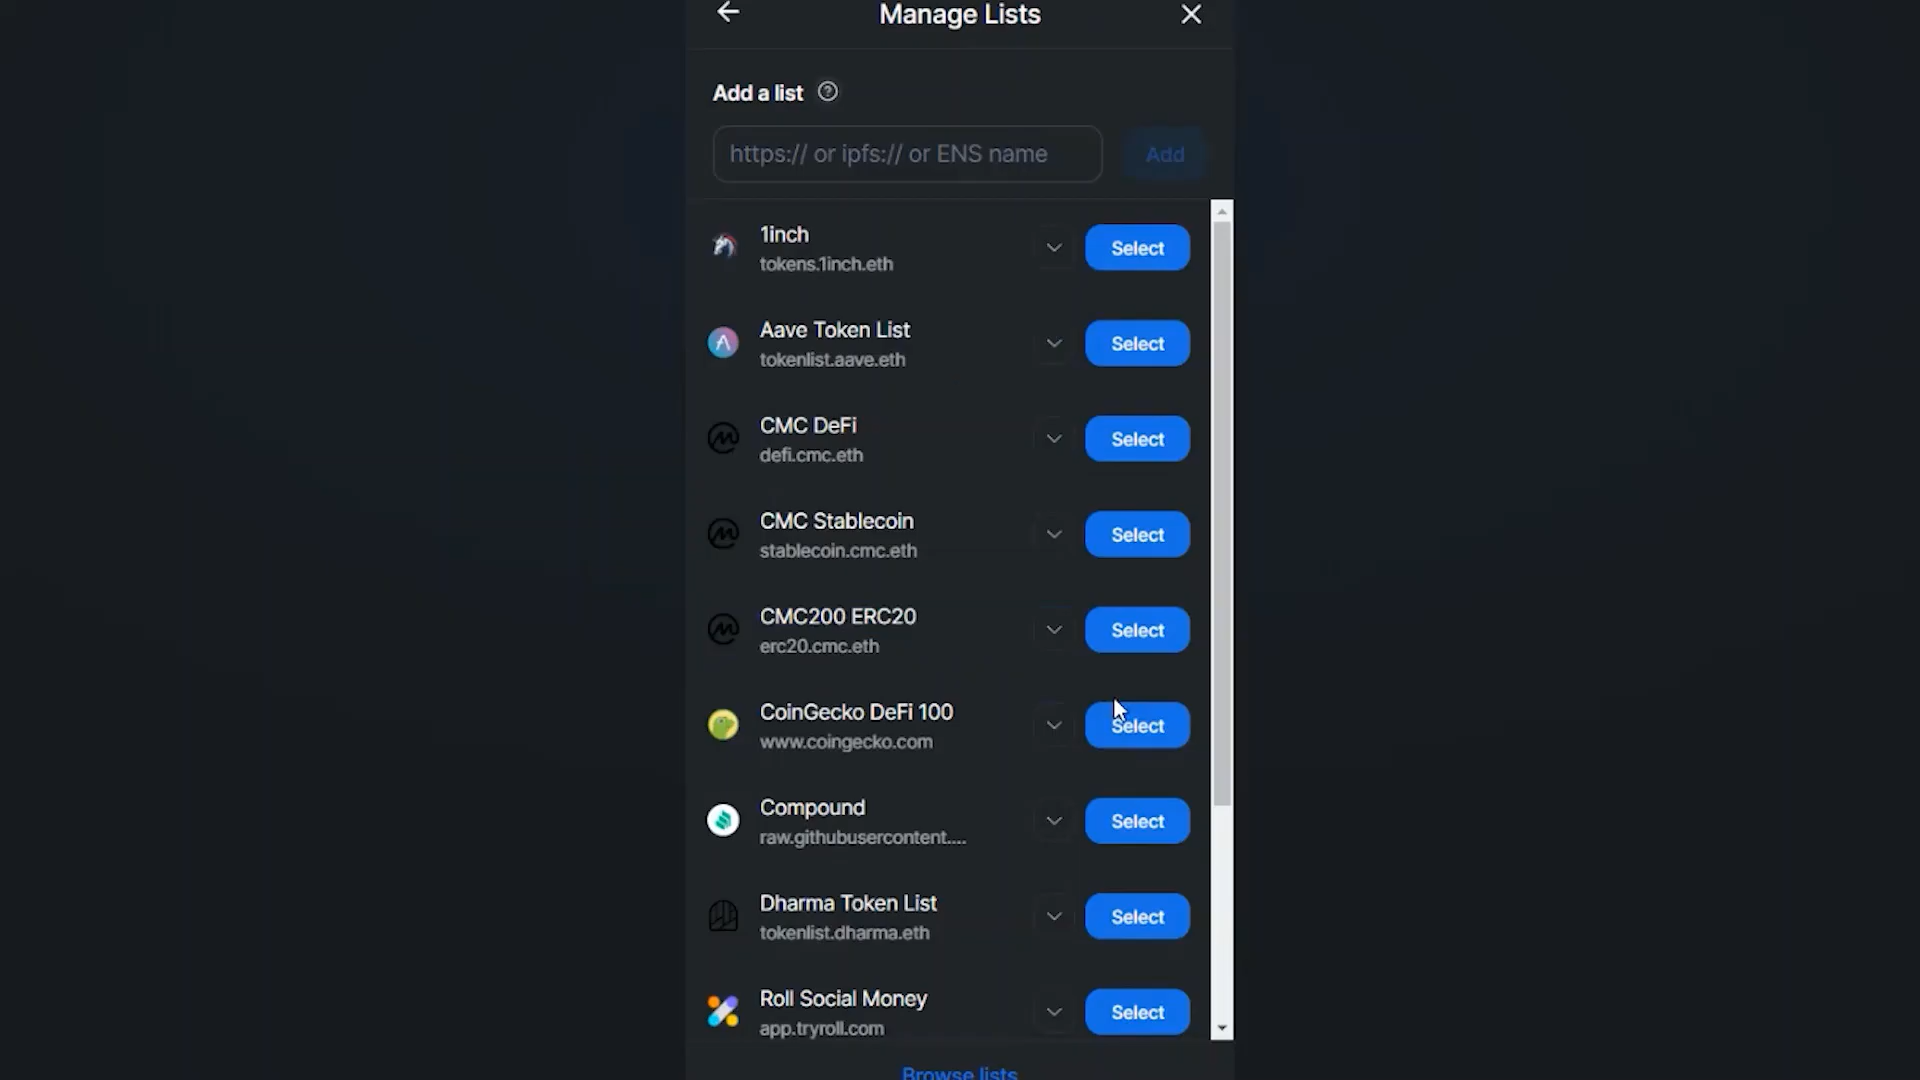 Manage Lists
Add a list
https:// or ipfs:// or ENS name
Add
1inch
tokens.1inch.eth
Select
Aave Token List
tokenlist.aave.eth
Select
CMC DeFi
defi.cmc.eth
Select
CMC Stablecoin
stablecoin.cmc.eth
Select
CMC200 ERC20
erc20.cmc.eth
Select
CoinGecko DeFi 100
www.coingecko.com
Select
Compound
raw.githubusercontent....
Select
Dharma Token List
tokenlist.dharma.eth
Select
Roll Social Money
app.tryroll.com
Select
Browse lists